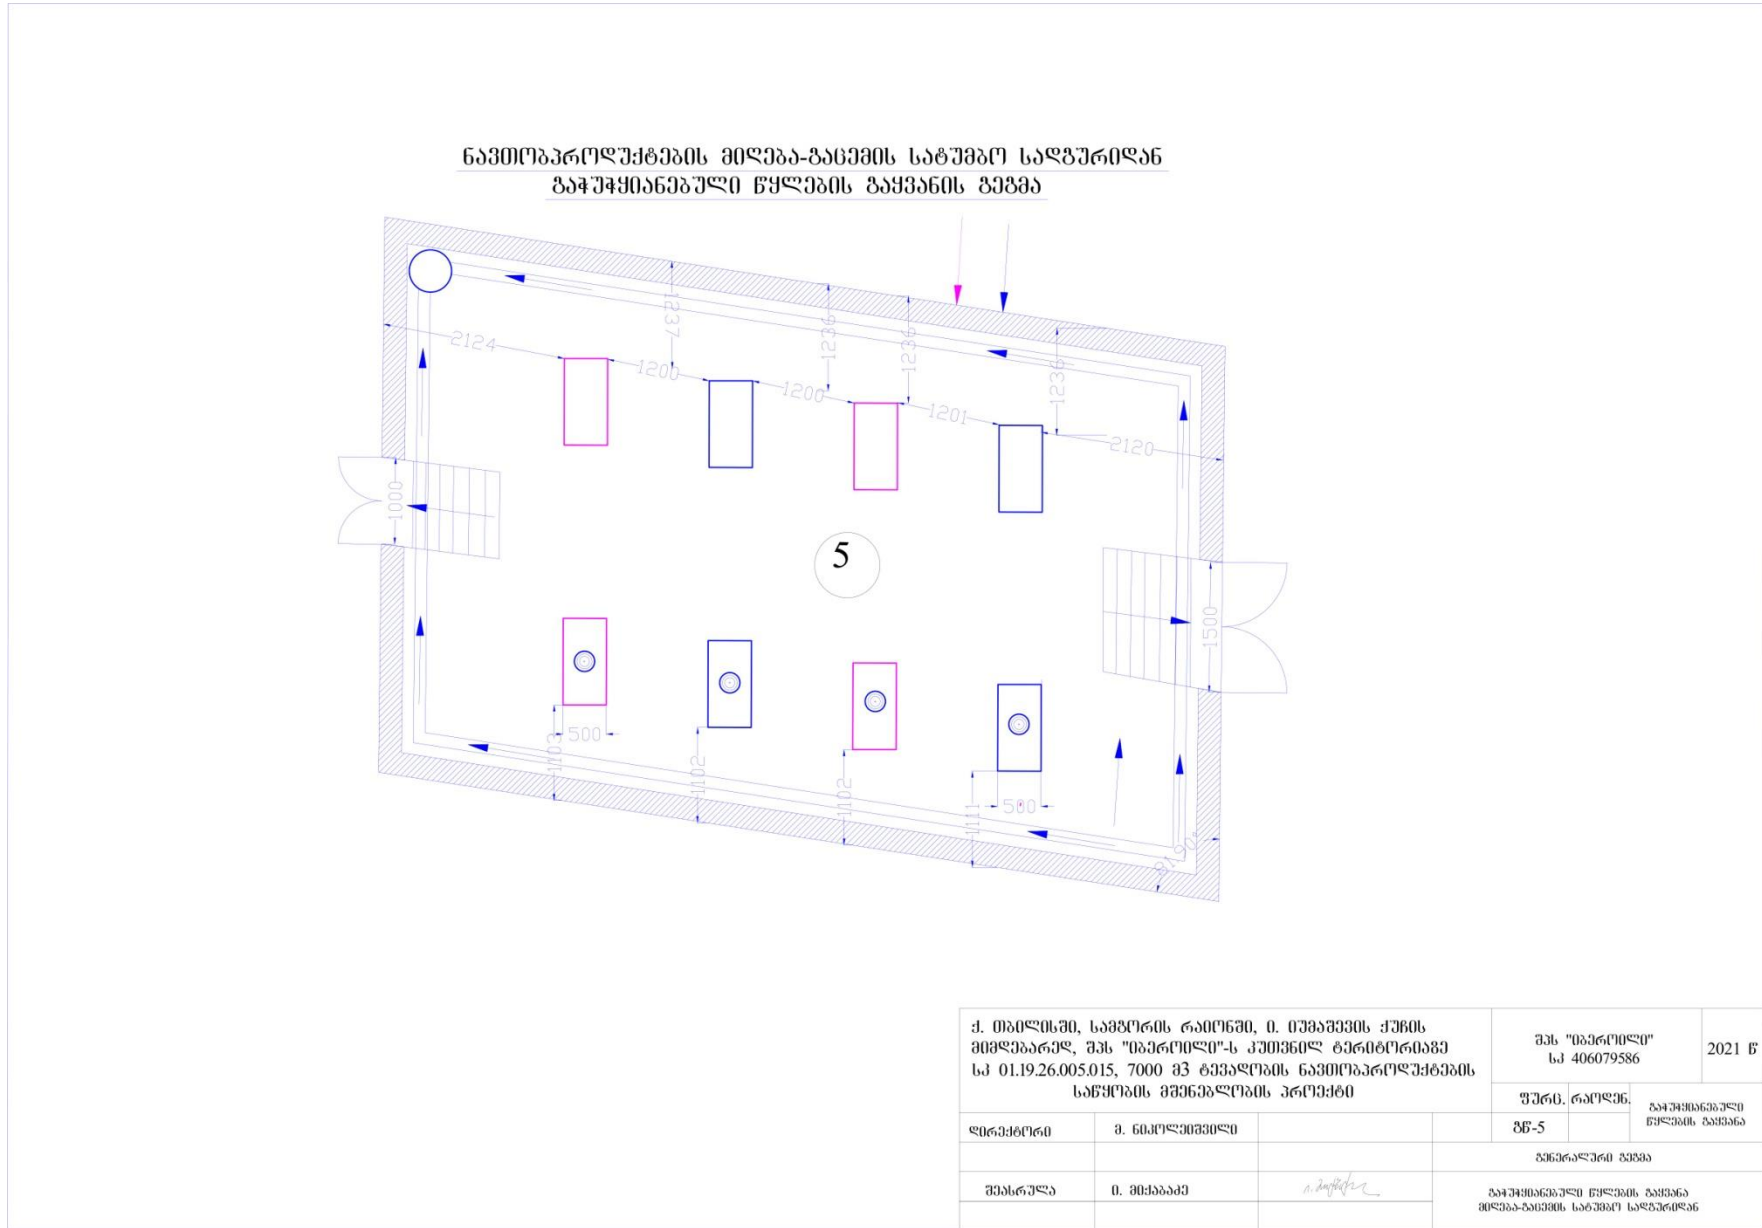 ნავთობპროდუქტების მიღება-გაცემის სატუმბო სადგურიდან
გაჭუჭყიანებული წყლების გაყვანის გეგმა
1237
1236
1236
1236
2124
1200
1200
1201
2120
1000
5
1500
500
1103
1102
1102
1111
500
81.90°
ქ. თბილისში, სამგორის რაიონში, ი. იუმაშევის ქუჩის
მიმდებარედ, შპს "იბეროილი"-ს კუთვნილ ტერიტორიაზე
სკ 01.19.26.005.015, 7000 მ3 ტევადობის ნავთობპროდუქტების
საწყობის მშენებლობის პროექტი
შპს "იბეროილი"
სკ 406079586
2021 წ
ფურც. რაოდენ.
გაჭუჭყიანებული
წყლების გაყვანა
დირექტორი მ. ნიკოლეიშვილი გწ-5
გენერალური გეგმა
შეასრულა ი. მიქაბაძე
გაჭუჭყიანებული წყლების გაყვანა
მიღება-გაცემის სატუმბო სადგურიდან